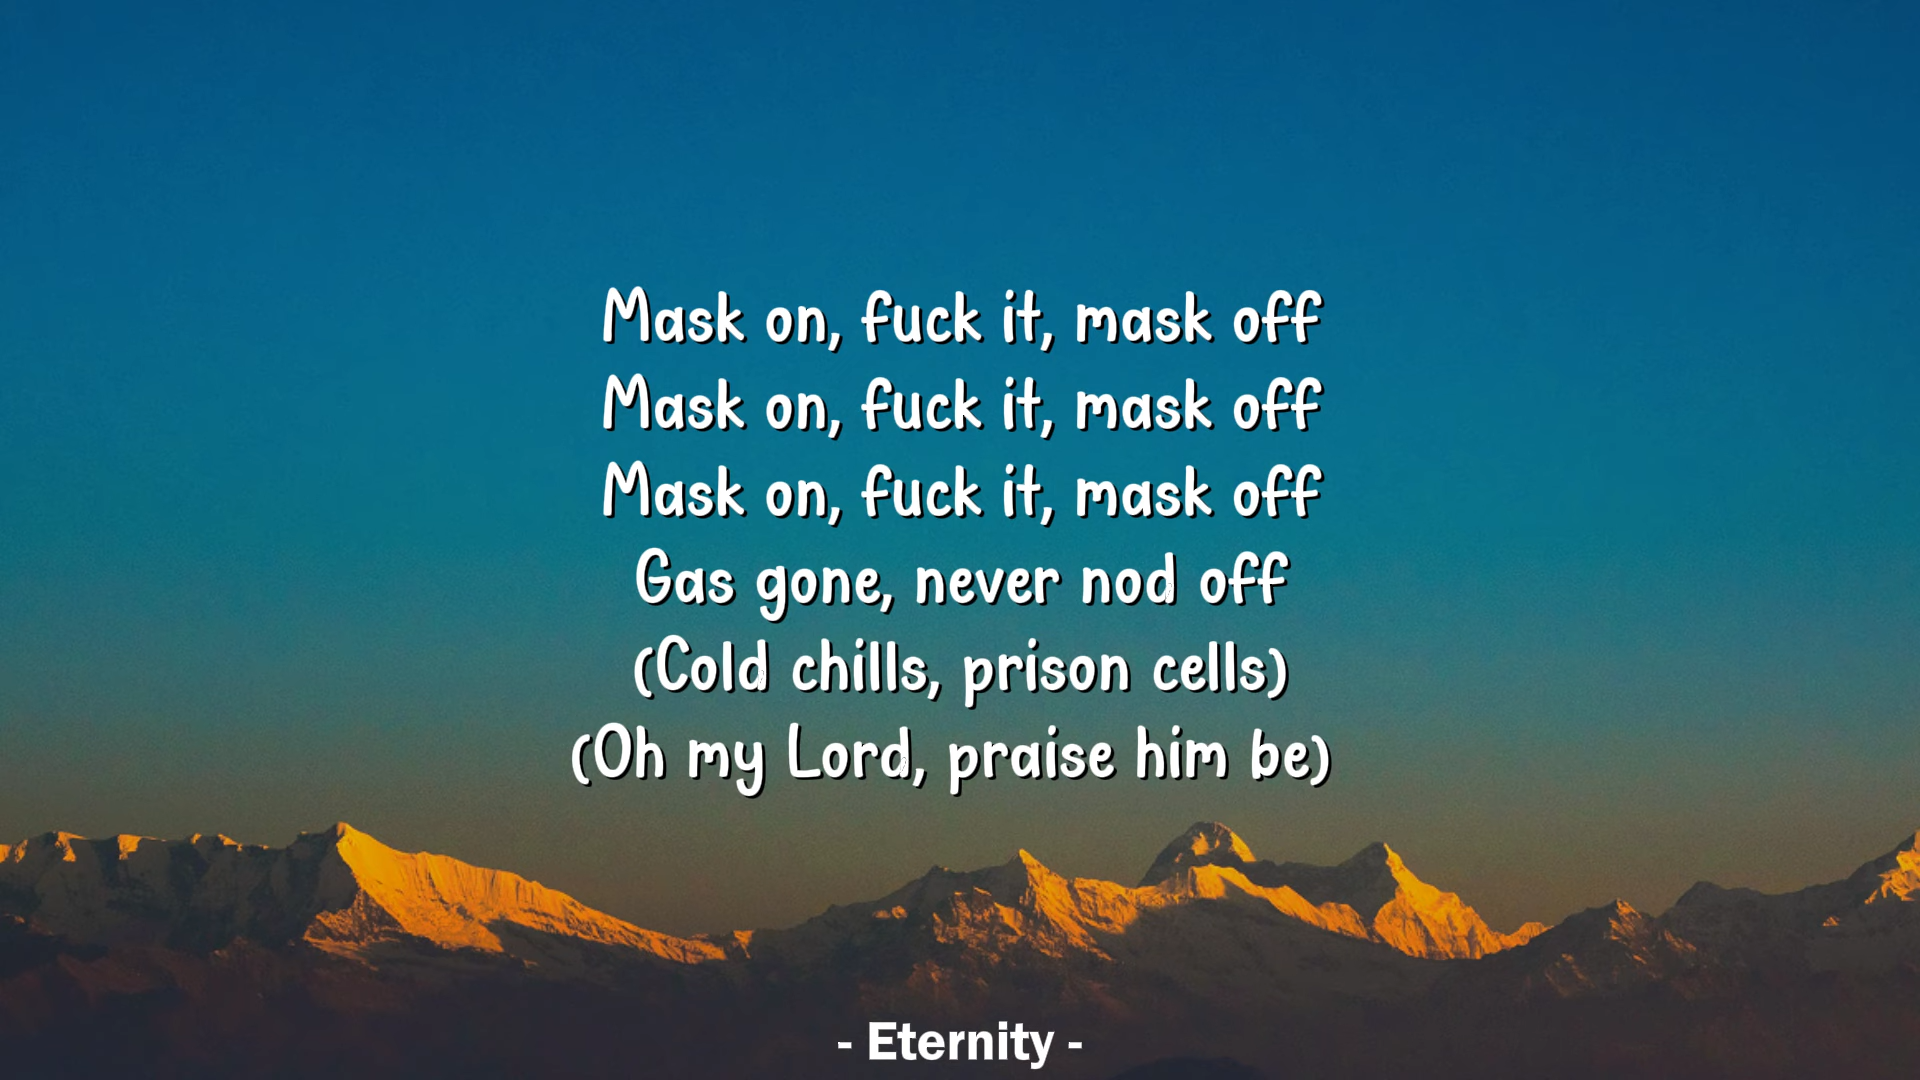 Mask on, fuck it, mask off
Mask on, fuck it, mask off
Mask on, fuck it, mask off
Gas gone, never nod off
(Cold chills, prison cells)
(Oh my Lord, praise him be)
- Eternity -